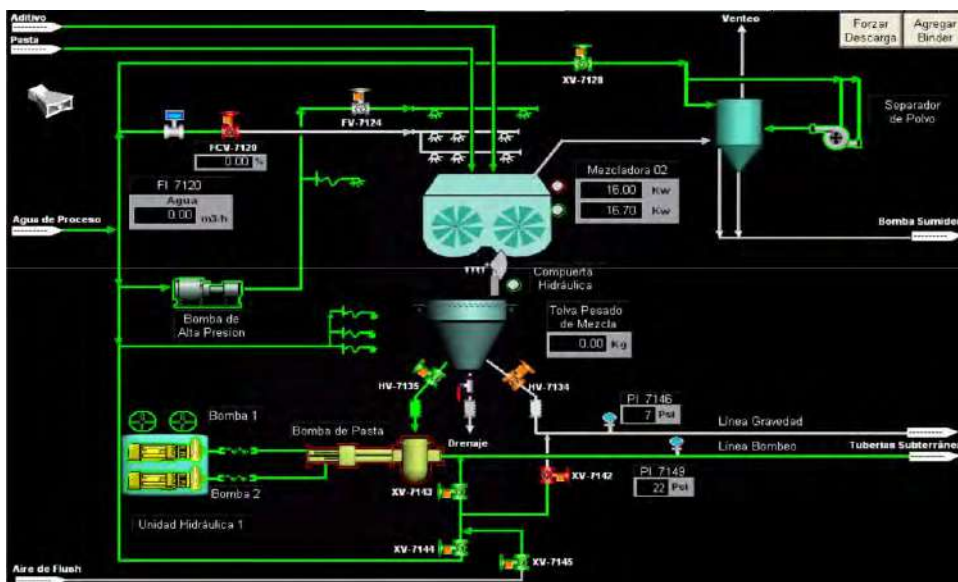 Aditivo
Pasta
Venteo
Forzar
Descarga
Agregar
Binder
XV-7128
FV-7124
FCV-7120
0.00 %
Separador
de Polvo
FI 7120
Agua
0.00 m3-h
Mezcladora 02
16.00 Kw
16.70 Kw
Agua de Proceso
Bomba Sumider
Compuerta
Hidráulica
Bomba de
Alta Presion
Tolva Pesado
de Mezcla
0.00 Kg
HV-7135
HV-7134
PI 7146
7 Psi
Bomba 1
Bomba de Pasta
Drenaje
Línea Gravedad
Línea Bombeo
Tuberias Subterráne
PI 7149
22 Psi
XV-7142
XV-7143
Bomba 2
Unidad Hidráulica 1
XV-7144
XV-7145
Aire de Flush